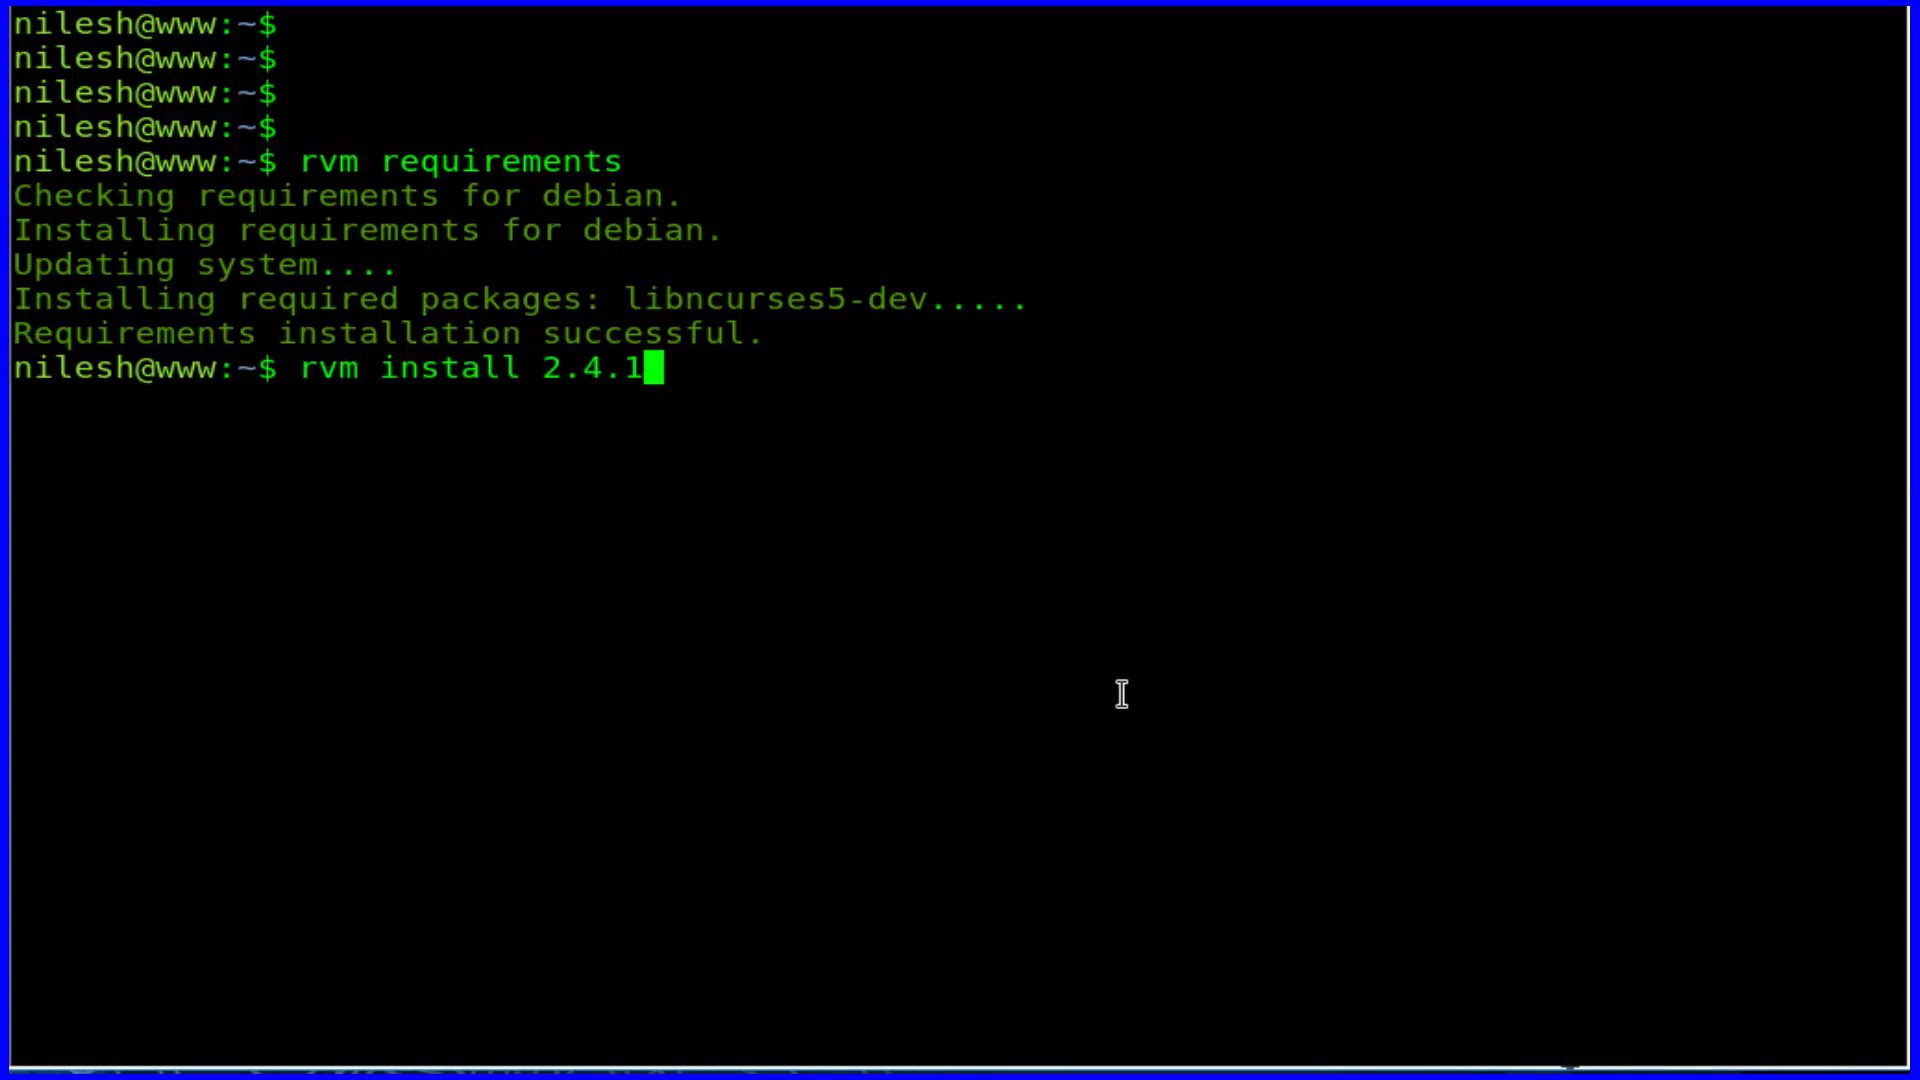 nilesh@www:~$
nilesh@www:~$
nilesh@www:~$
nilesh@www:~$
nilesh@www:~$ rvm requirements
Checking requirements for debian.
Installing requirements for debian.
Updating system....
Installing required packages: libncurses5-dev.....
Requirements installation successful.
nilesh@www:~$ rvm install 2.4.1